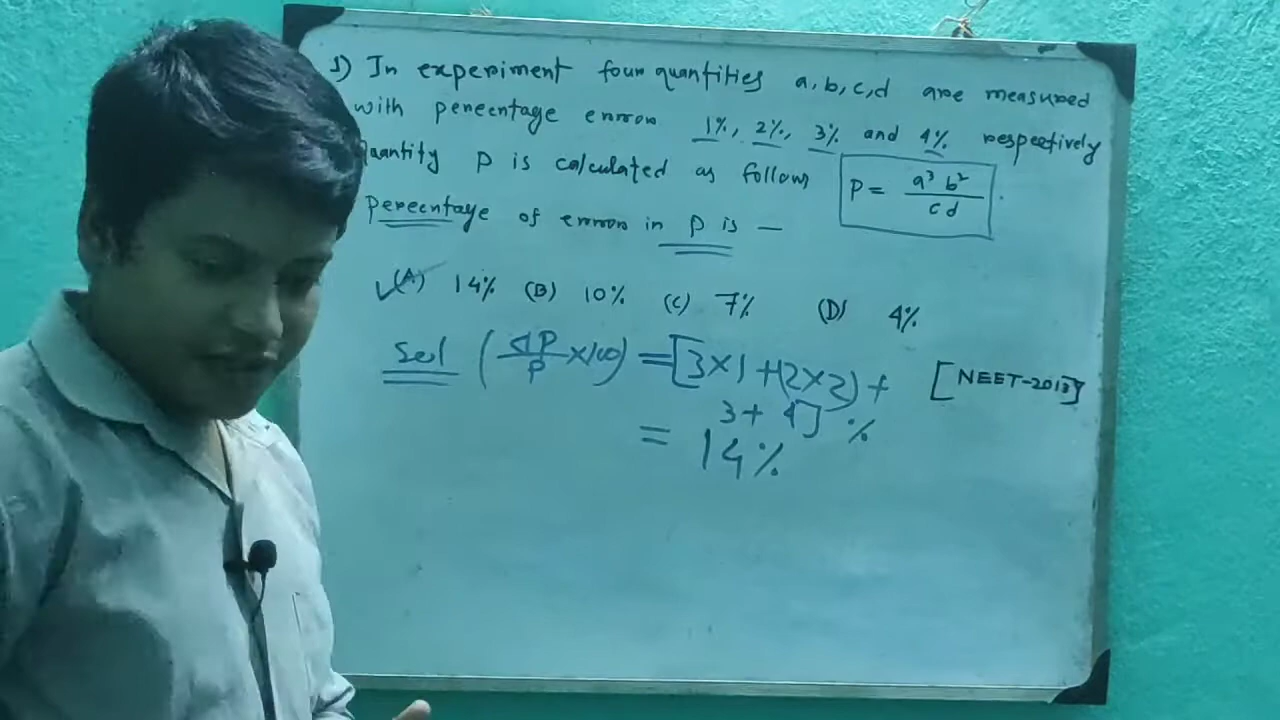 1) In experiment four quantities a, b, c, d are measured
with percentage error 1%, 2%, 3% and 4% respectively
quantity P is calculated as follow P = a³ b² / cd .
percentage of error in P is —
(A) 14% (B) 10% (C) 7% (D) 4%
Sol (ΔP/P × 100) = [3×1 + (2×2) +
3 + 4] %
= 14%
[NEET-2013]